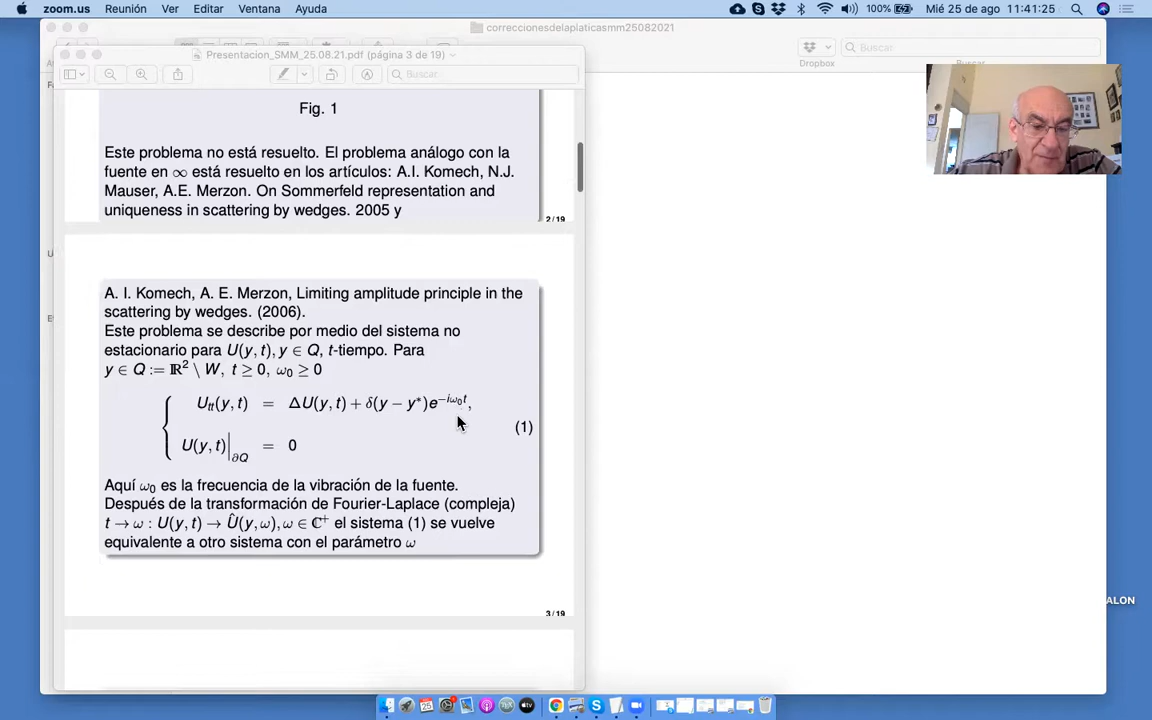 zoom.us Reunión Ver Editar Ventana Ayuda 100% Mié 25 de ago 11:41:25
correccionesdelaplaticasmm25082021
Presentacion_SMM_25.08.21.pdf (página 3 de 19)
Buscar
Dropbox
Buscar
Buscar
Fig. 1
Este problema no está resuelto. El problema análogo con la
fuente en ∞ está resuelto en los artículos: A.I. Komech, N.J.
Mauser, A.E. Merzon. On Sommerfeld representation and
uniqueness in scattering by wedges. 2005 y
2/19
A. I. Komech, A. E. Merzon, Limiting amplitude principle in the
scattering by wedges. (2006).
Este problema se describe por medio del sistema no
estacionario para U(y, t), y ∈ Q, t-tiempo. Para
y ∈ Q := ℝ² \ W, t ≥ 0, ω₀ ≥ 0
{ Uₜₜ(y, t) = ΔU(y, t) + δ(y − y*)e^{−iω₀t},
U(y, t)|_{∂Q} = 0
(1)
Aquí ω₀ es la frecuencia de la vibración de la fuente.
Después de la transformación de Fourier-Laplace (compleja)
t → ω : U(y, t) → Û(y, ω), ω ∈ ℂ⁺ el sistema (1) se vuelve
equivalente a otro sistema con el parámetro ω
3/19
ALON